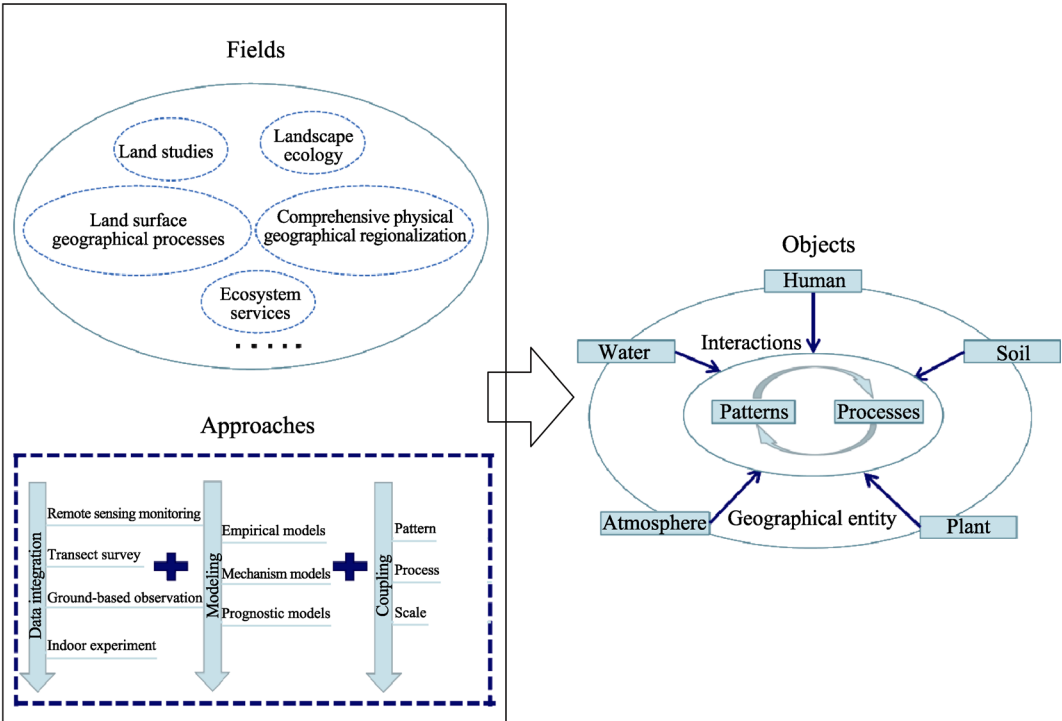 Fields
Land studies
Landscape
ecology
Land surface
geographical processes
Comprehensive physical
geographical regionalization
Ecosystem
services
.....
Approaches
Data integration
Remote sensing monitoring
Transect survey
Ground-based observation
Indoor experiment
Modeling
Empirical models
Mechanism models
Prognostic models
Coupling
Pattern
Process
Scale
Objects
Human
Water
Interactions
Soil
Patterns
Processes
Atmosphere
Geographical entity
Plant